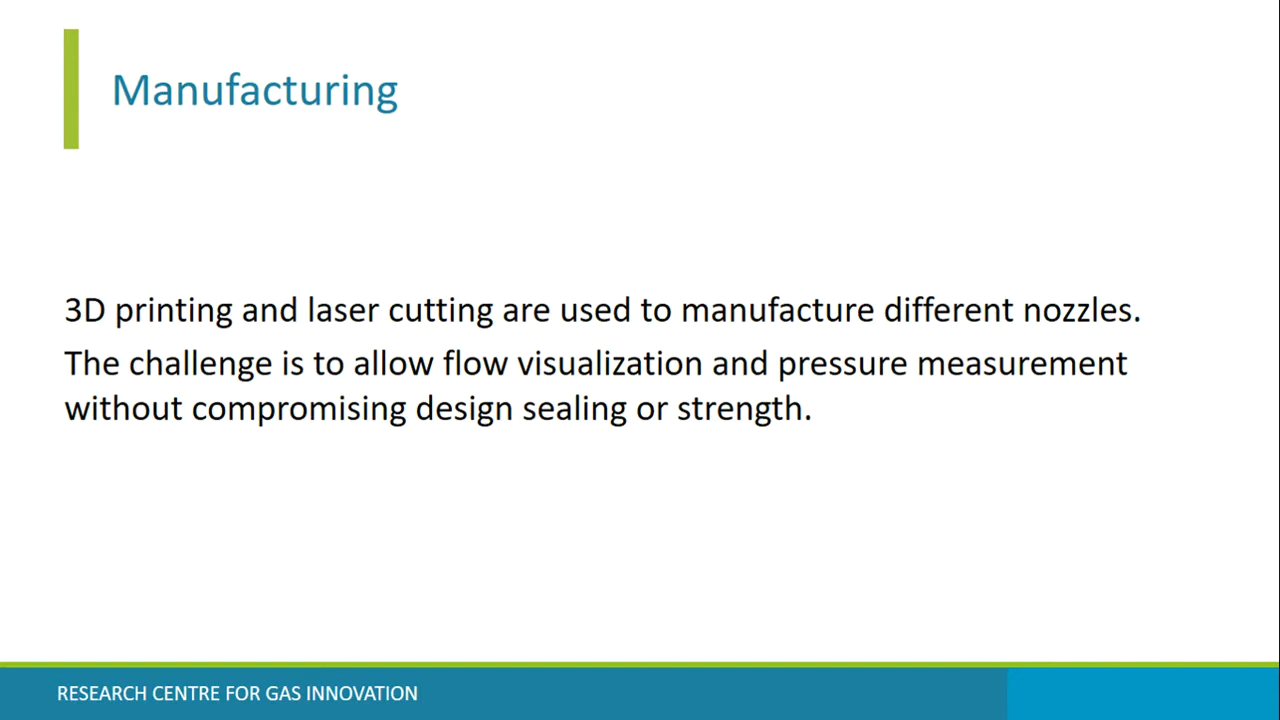 Manufacturing
3D printing and laser cutting are used to manufacture different nozzles.
The challenge is to allow flow visualization and pressure measurement
without compromising design sealing or strength.
RESEARCH CENTRE FOR GAS INNOVATION